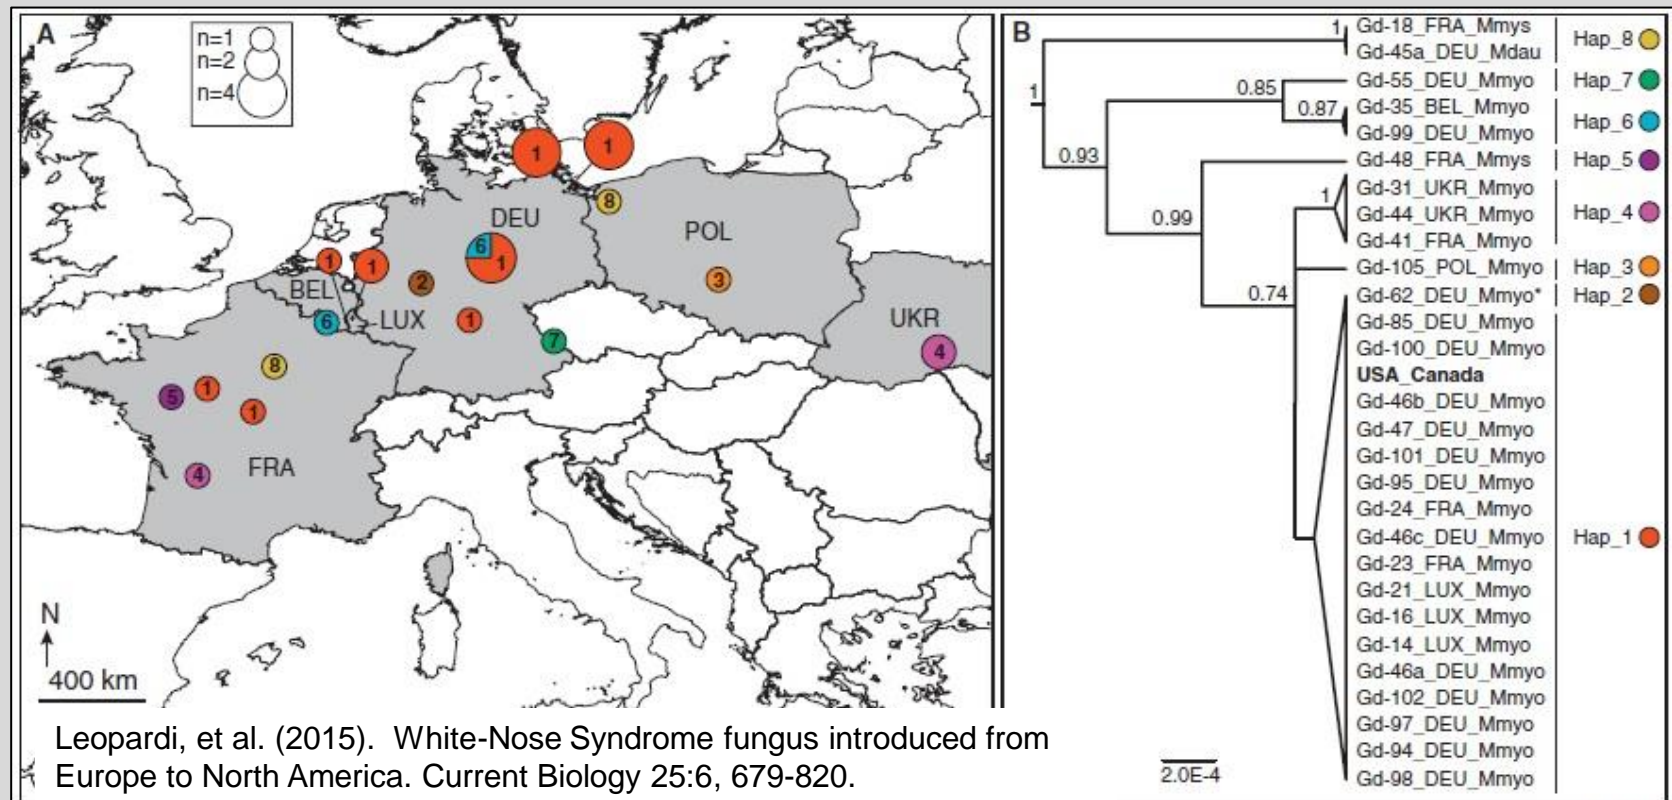 A
n=1
n=2
n=4
1
1
8
DEU
POL
6
1
1
1
2
3
BEL
6
LUX
1
7
UKR
4
8
5
1
1
4
FRA
N
400 km
Leopardi, et al. (2015). White-Nose Syndrome fungus introduced from
Europe to North America. Current Biology 25:6, 679-820.
B
1
1
0.93
0.85
0.87
0.99
1
0.74
2.0E-4
Gd-18_FRA_Mmys
Gd-45a_DEU_Mdau
Hap_8
Gd-55_DEU_Mmyo
Hap_7
Gd-35_BEL_Mmyo
Gd-99_DEU_Mmyo
Hap_6
Gd-48_FRA_Mmys
Hap_5
Gd-31_UKR_Mmyo
Gd-44_UKR_Mmyo
Hap_4
Gd-41_FRA_Mmyo
Gd-105_POL_Mmyo
Hap_3
Gd-62_DEU_Mmyo*
Hap_2
Gd-85_DEU_Mmyo
Gd-100_DEU_Mmyo
USA_Canada
Gd-46b_DEU_Mmyo
Gd-47_DEU_Mmyo
Gd-101_DEU_Mmyo
Gd-95_DEU_Mmyo
Gd-24_FRA_Mmyo
Gd-46c_DEU_Mmyo
Hap_1
Gd-23_FRA_Mmyo
Gd-21_LUX_Mmyo
Gd-16_LUX_Mmyo
Gd-14_LUX_Mmyo
Gd-46a_DEU_Mmyo
Gd-102_DEU_Mmyo
Gd-97_DEU_Mmyo
Gd-94_DEU_Mmyo
Gd-98_DEU_Mmyo